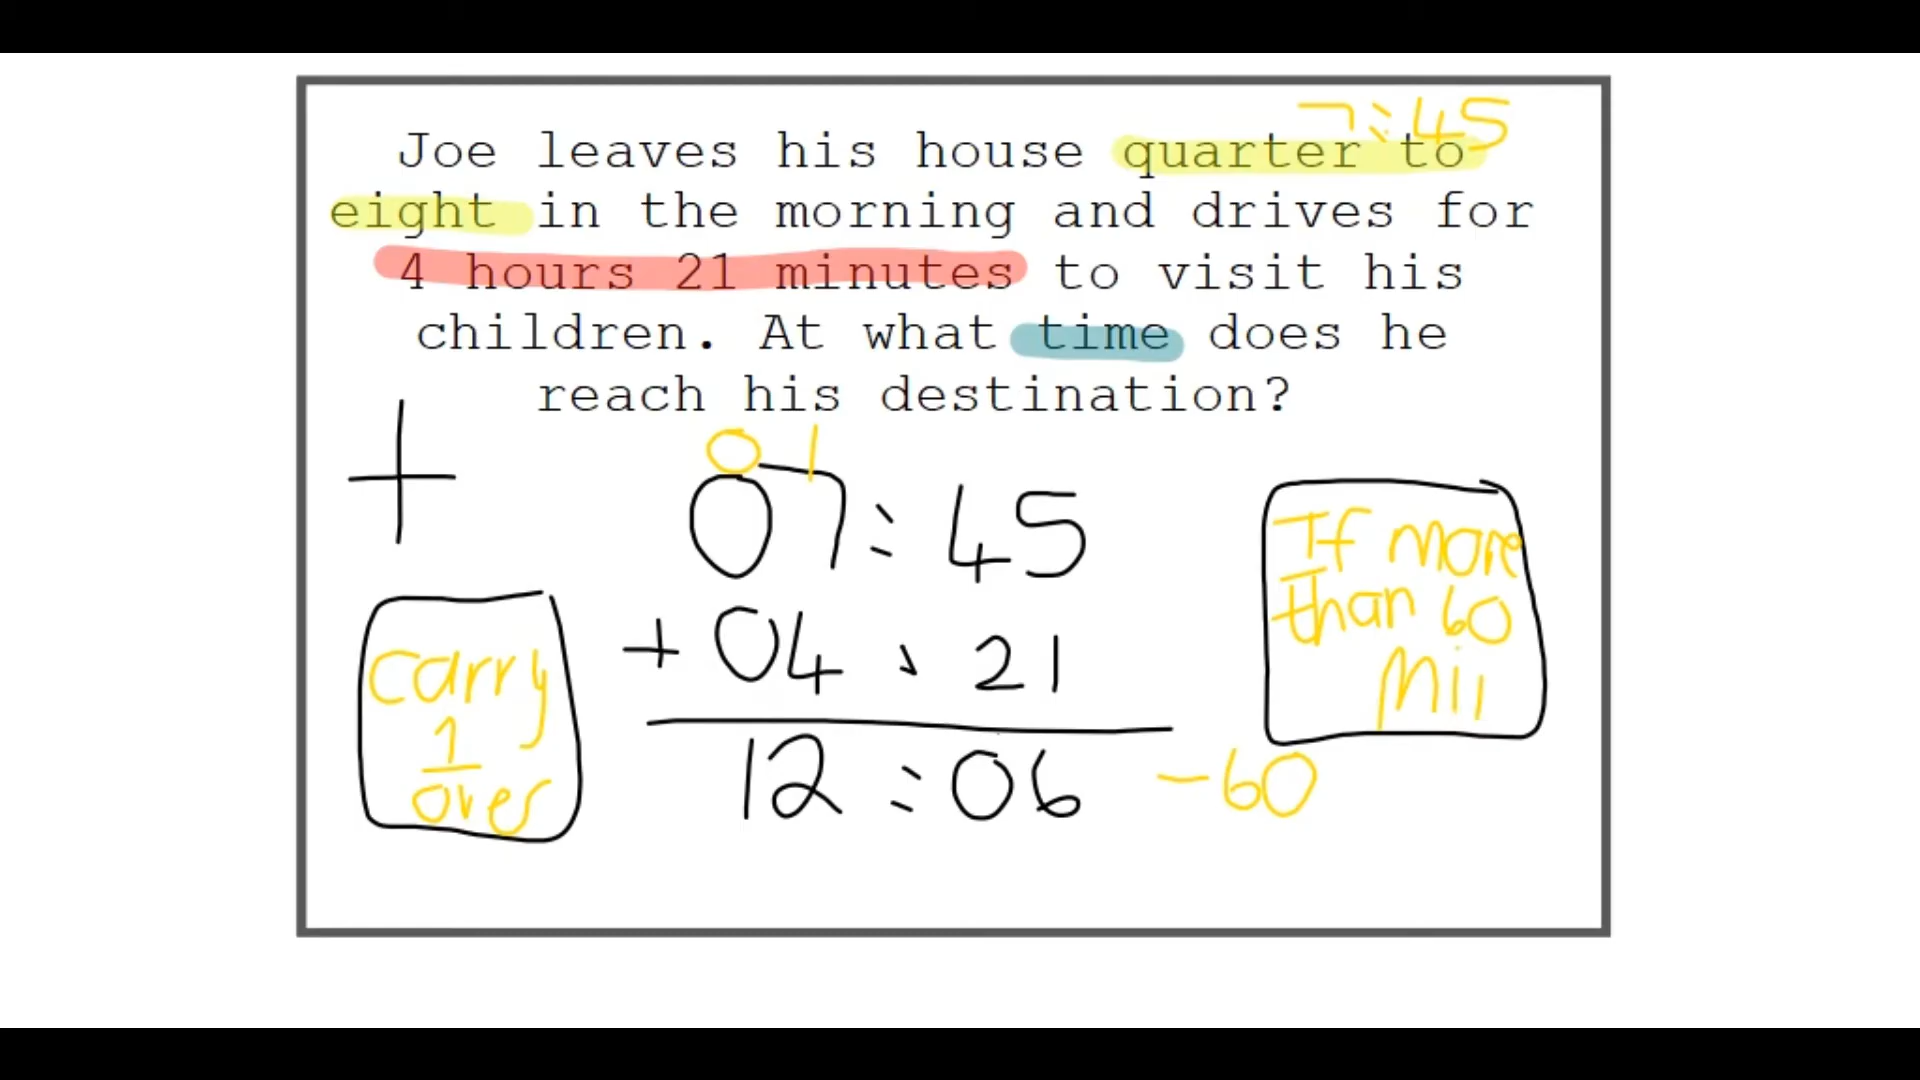 7:45
Joe leaves his house quarter to
eight in the morning and drives for
4 hours 21 minutes to visit his
children. At what time does he
reach his destination?
+
0 1
07:45
+ 04 : 21
12:06 -60
If more
than 60
Carry
1
over